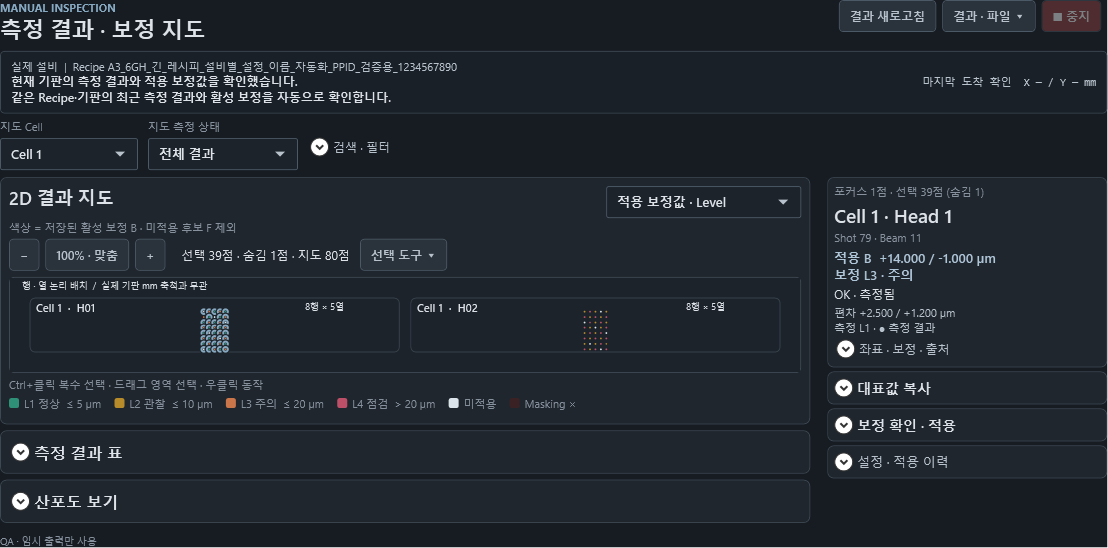 MANUAL INSPECTION
측정 결과 · 보정 지도
결과 새로고침
결과 · 파일
중지
실제 설비 | Recipe A3_6GH_긴_레시피_설비별_설정_이름_자동화_PPID_검증용_1234567890
현재 기판의 측정 결과와 적용 보정값을 확인했습니다.
같은 Recipe·기판의 최근 측정 결과와 활성 보정을 자동으로 확인합니다.
마지막 도착 확인 X — / Y — mm
지도 Cell
지도 측정 상태
Cell 1
전체 결과
검색 · 필터
2D 결과 지도
적용 보정값 · Level
색상 = 저장된 활성 보정 B · 미적용 후보 F 제외
−
100% · 맞춤
+
선택 39점 · 숨김 1점 · 지도 80점
선택 도구
행 · 열 논리 배치 / 실제 기판 mm 축척과 무관
Cell 1 · H01
8행 × 5열
Cell 1 · H02
8행 × 5열
Ctrl+클릭 복수 선택 · 드래그 영역 선택 · 우클릭 동작
L1 정상 ≤ 5 μm
L2 관찰 ≤ 10 μm
L3 주의 ≤ 20 μm
L4 점검 > 20 μm
미적용
Masking ×
측정 결과 표
산포도 보기
QA · 임시 출력만 사용
포커스 1점 · 선택 39점 (숨김 1)
Cell 1 · Head 1
Shot 79 · Beam 11
적용 B +14.000 / -1.000 μm
보정 L3 · 주의
OK · 측정됨
편차 +2.500 / +1.200 μm
측정 L1 · ● 측정 결과
좌표 · 보정 · 출처
대표값 복사
보정 확인 · 적용
설정 · 적용 이력